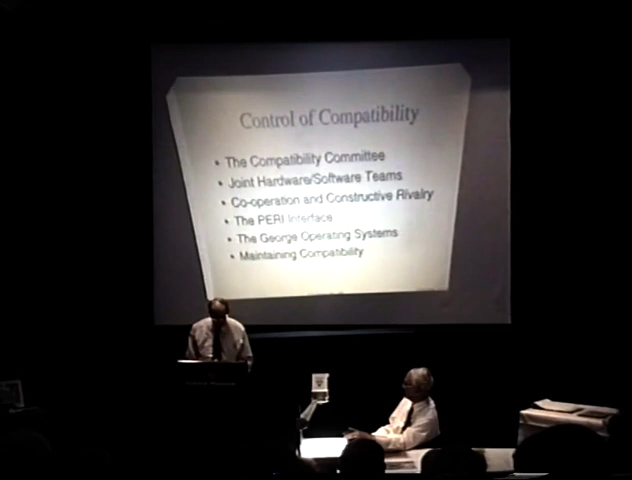 Control of Compatibility
• The Compatibility Committee
• Joint Hardware/Software Teams
• Co-operation and Constructive Rivalry
• The PERI Interface
• The George Operating Systems
• Maintaining Compatibility